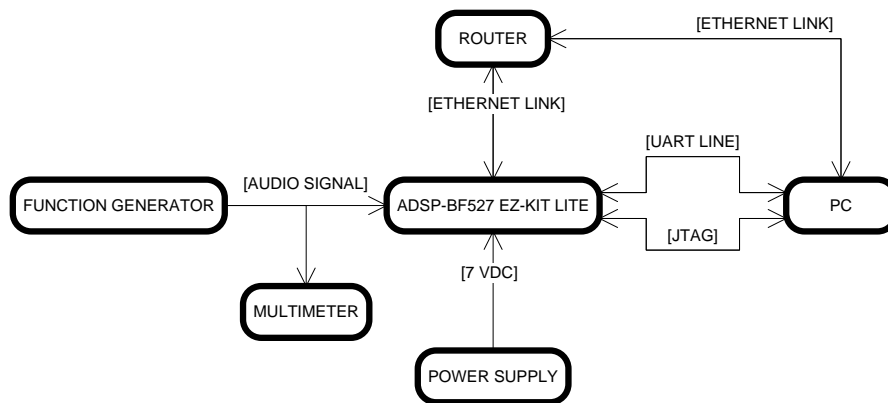 [ETHERNET LINK]
ROUTER
[ETHERNET LINK]
[UART LINE]
[AUDIO SIGNAL]
FUNCTION GENERATOR
ADSP-BF527 EZ-KIT LITE
PC
[JTAG]
[7 VDC]
MULTIMETER
POWER SUPPLY